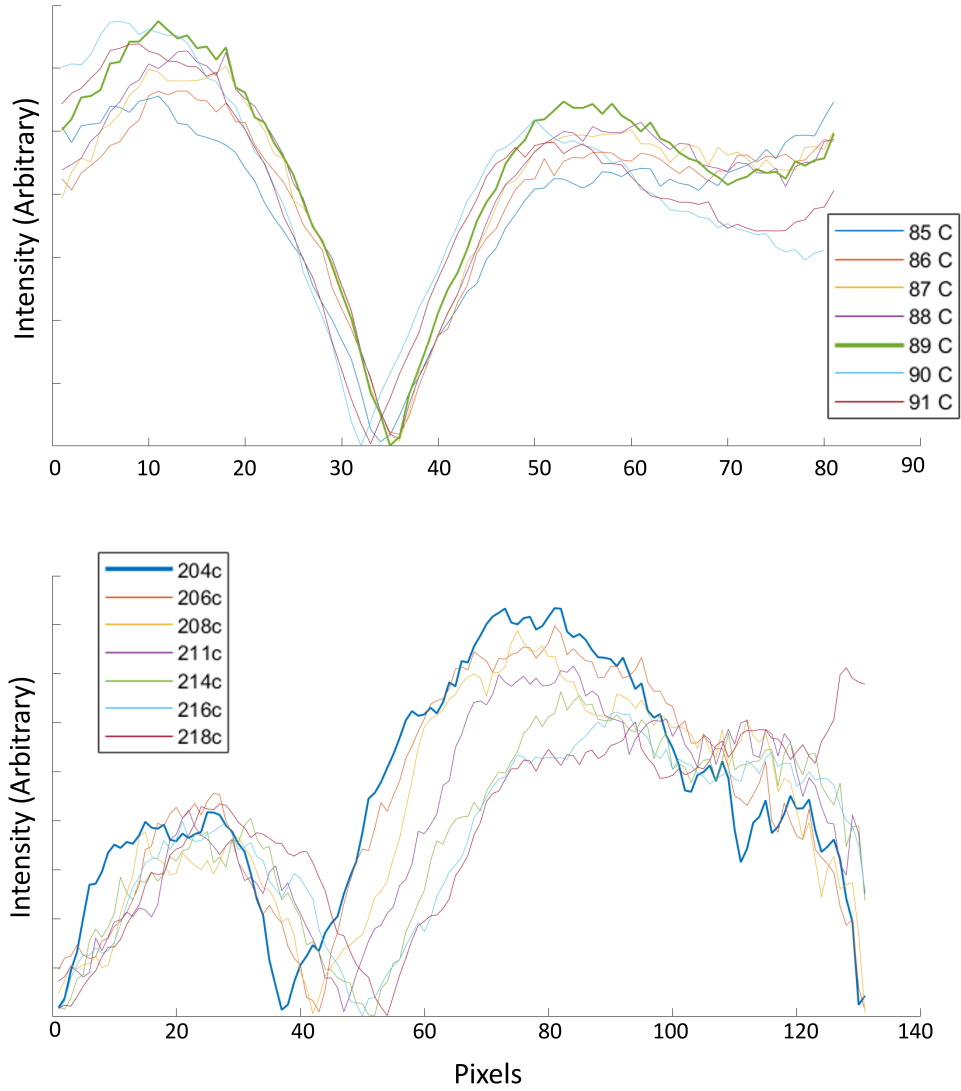 Intensity (Arbitrary)
85 C
86 C
87 C
88 C
89 C
90 C
91 C
0 10 20 30 40 50 60 70 80 90
204c
206c
208c
211c
214c
216c
218c
Intensity (Arbitrary)
0 20 40 60 80 100 120 140
Pixels